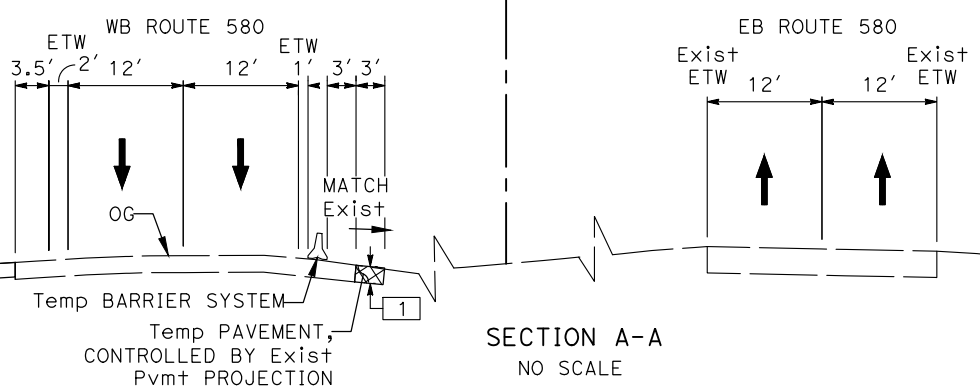 WB ROUTE 580
EB ROUTE 580
ETW
ETW
Exist
ETW
Exist
ETW
3.5' 2' 12' 12' 1' 3' 3'
12' 12'
MATCH
Exist
OG
Temp BARRIER SYSTEM
1
Temp PAVEMENT,
CONTROLLED BY Exist
Pvmt PROJECTION
SECTION A-A
NO SCALE